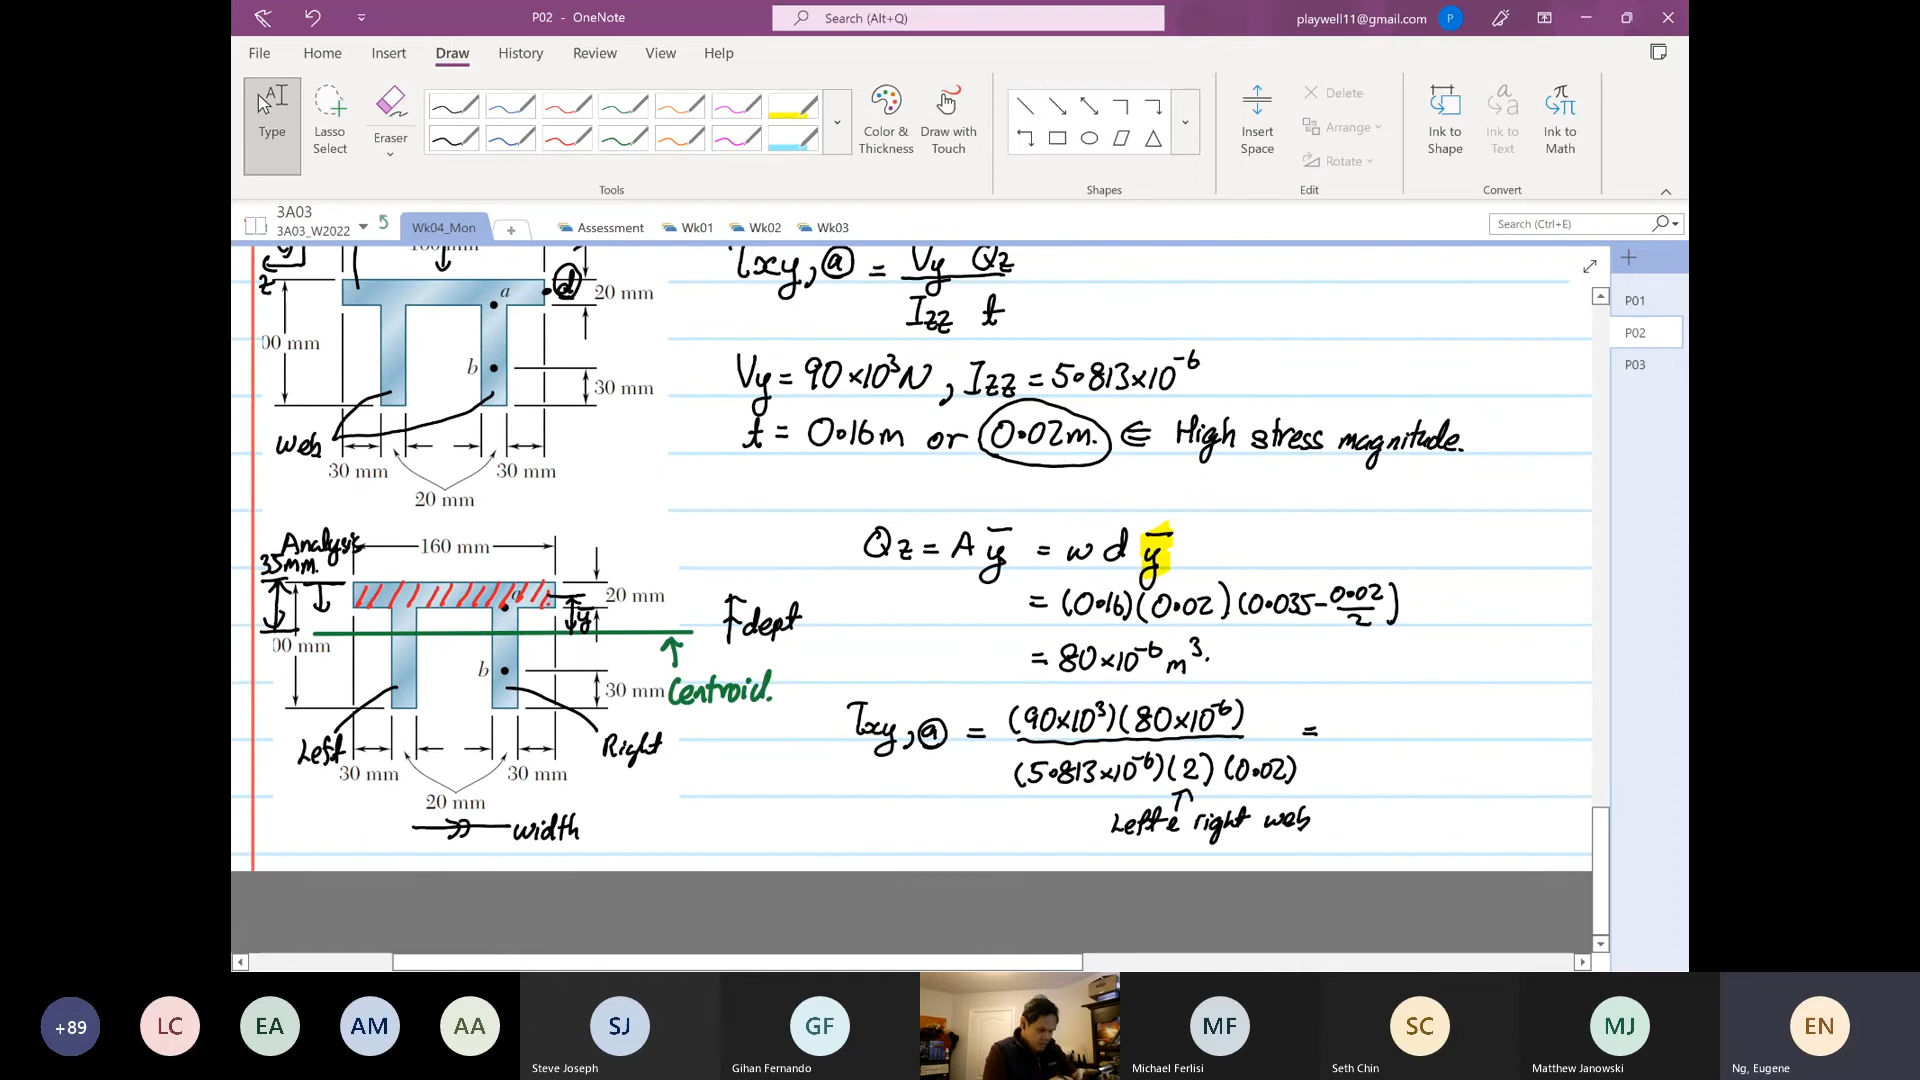 P02 - OneNote
Search (Alt+Q)
playwell11@gmail.com
P
File Home Insert Draw History Review View Help
Type
Lasso Select
Eraser
Color & Thickness
Draw with Touch
Insert Space
Delete
Arrange
Rotate
Ink to Shape
Ink to Text
Ink to Math
Tools
Shapes
Edit
Convert
3A03
3A03_W2022
Wk04_Mon
Assessment
Wk01
Wk02
Wk03
Search (Ctrl+E)
P01
P02
P03
z
a
d
20 mm
00 mm
b
30 mm
web
30 mm
30 mm
20 mm
τxy,ⓐ = Vy Qz / Izz t
Vy = 90×10³N, Izz = 5.813×10⁻⁶
t = 0.16m or 0.02m. ∈ High stress magnitude.
Analysis
160 mm
35mm.
a
20 mm
ȳ
00 mm
b
30 mm
dept
Centroid.
Left
Right
30 mm
30 mm
20 mm
width
Qz = A ȳ = w d ȳ
= (0.16)(0.02)(0.035 - 0.02/2)
= 80×10⁻⁶ m³.
τxy,ⓐ = (90×10³)(80×10⁻⁶) / (5.813×10⁻⁶)(2)(0.02) =
Left & right web
+89
LC
EA
AM
AA
SJ
Steve Joseph
GF
Gihan Fernando
MF
Michael Ferlisi
SC
Seth Chin
MJ
Matthew Janowski
EN
Ng, Eugene